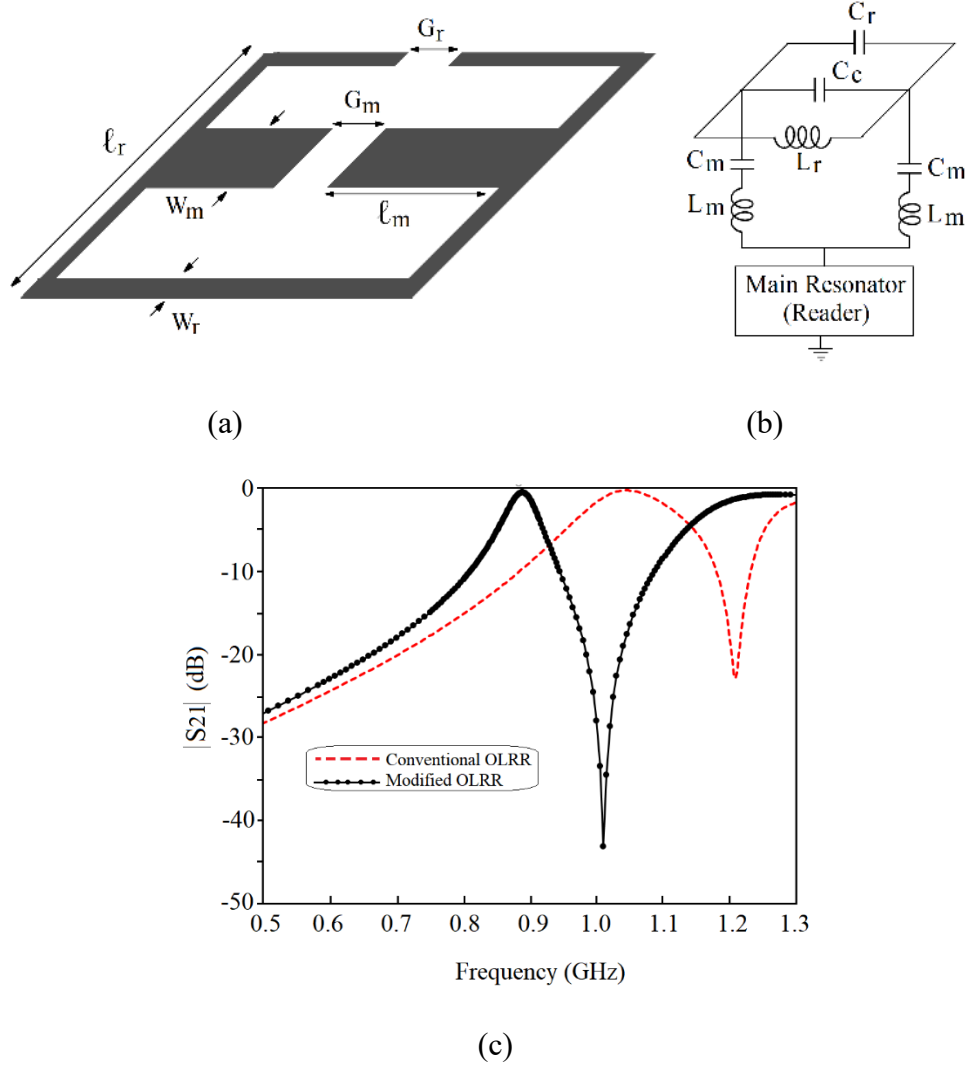 Gr
Gm
ℓr
Wm
ℓm
Wr
(a)
Cr
Cc
Cm
Lr
Cm
Lm
Lm
Main Resonator
(Reader)
(b)
|S21| (dB)
0
-10
-20
-30
-40
-50
Conventional OLRR
Modified OLRR
0.5 0.6 0.7 0.8 0.9 1.0 1.1 1.2 1.3
Frequency (GHz)
(c)